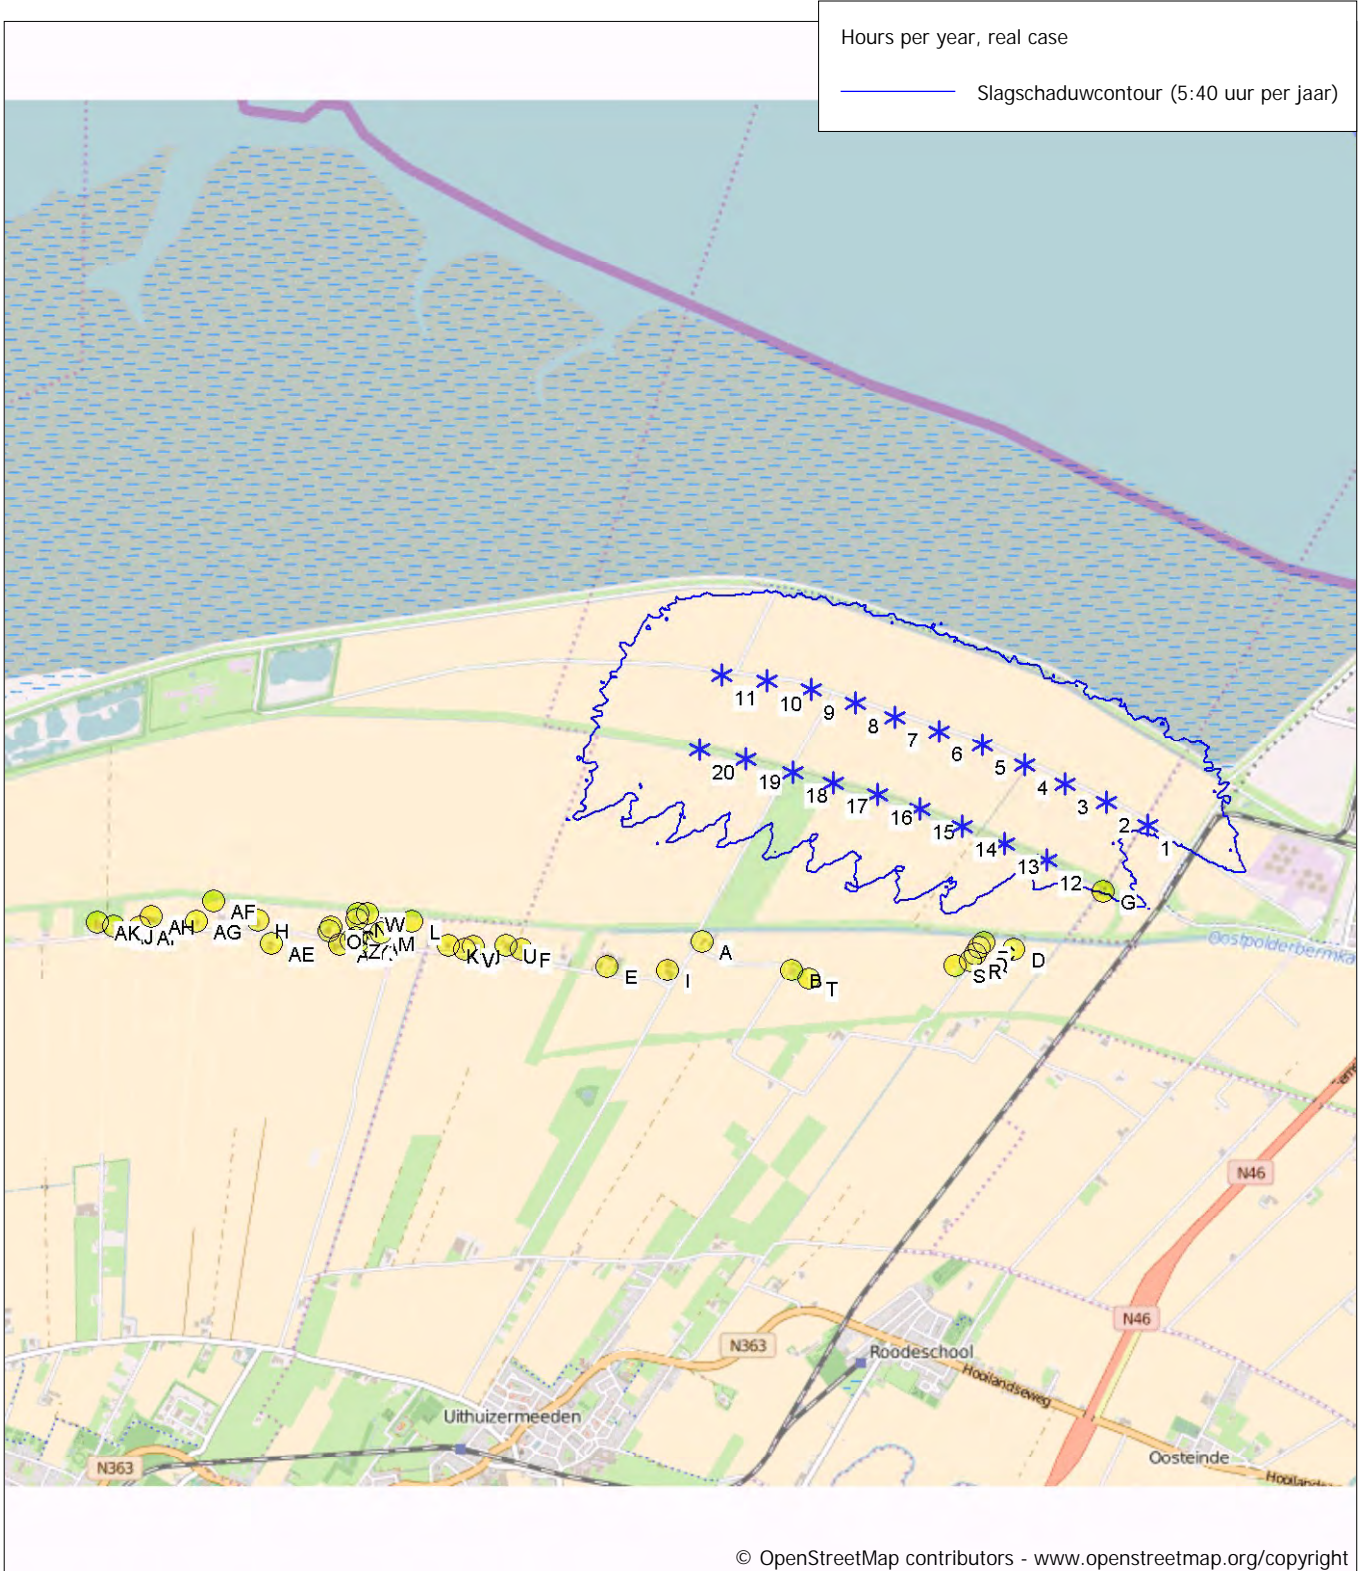 Hours per year, real case
Slagschaduwcontour (5:40 uur per jaar)
11
10
9
8
7
6
5
4
3
2
1
20
19
18
17
16
15
14
13
12
G
AF
AK
AH
AG
H
AE
W
L
M
O
Z
K
V
U
F
E
I
A
B
T
S
R
D
Oostpolderbermka
N46
N46
N363
Roodeschool
Hooilandseweg
Uithuizermeeden
Oosteinde
N363
Hooilands
© OpenStreetMap contributors - www.openstreetmap.org/copyright